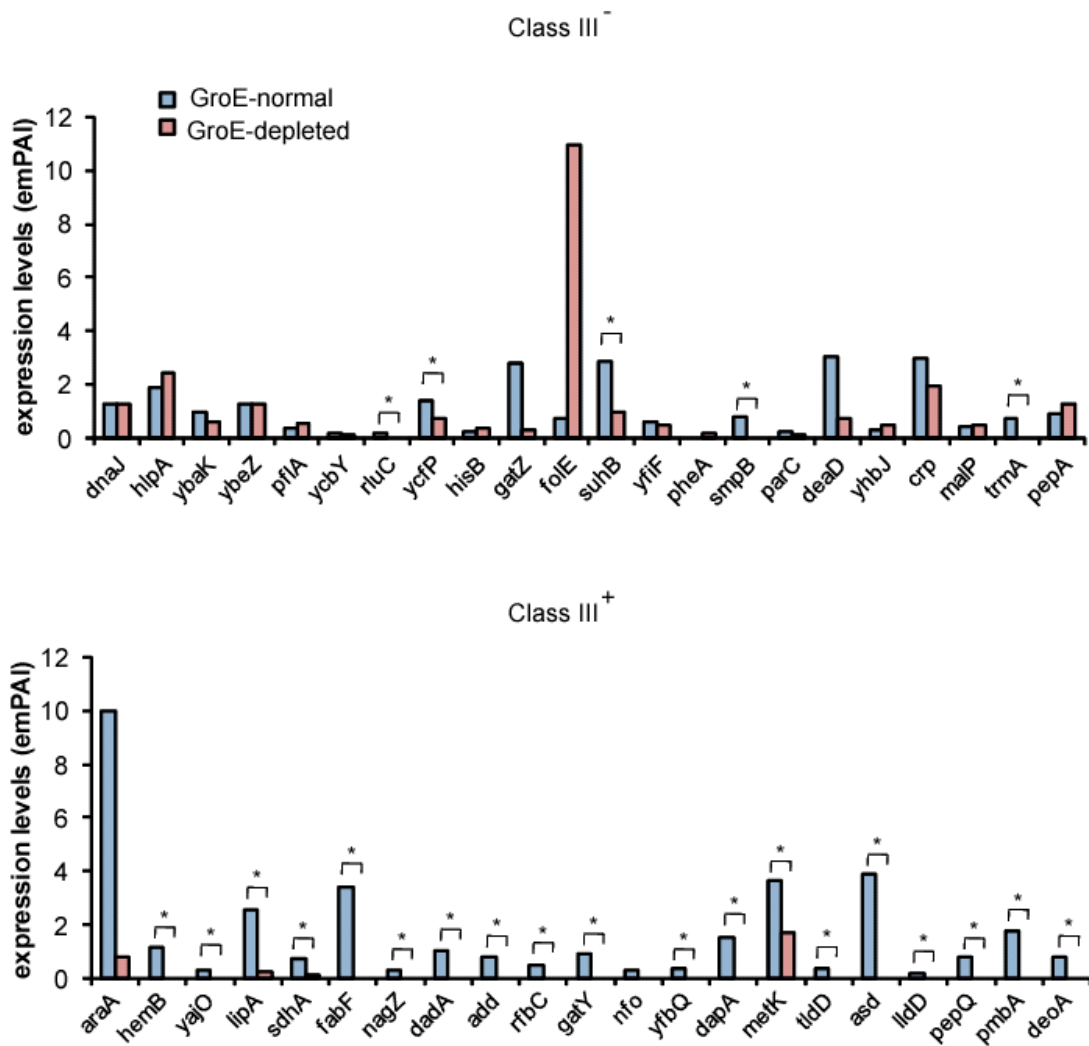 Class III-
GroE-normal
GroE-depleted
expression levels (emPAI)
12
10
8
6
4
2
0
* * * * *
dnaJ hlpA ybaK ybeZ pflA ycbY rluC ycfP hisB gatZ folE suhB yfiF pheA smpB parC deaD yhbJ crp malP trmA pepA
Class III+
expression levels (emPAI)
12
10
8
6
4
2
0
* * * * * * * * * * * * * * * * * * *
araA hemB yajO lipA sdhA fabF nagZ dadA add rfbC gatY nfo yfbQ dapA metK tldD asd lldD pepQ pmbA deoA